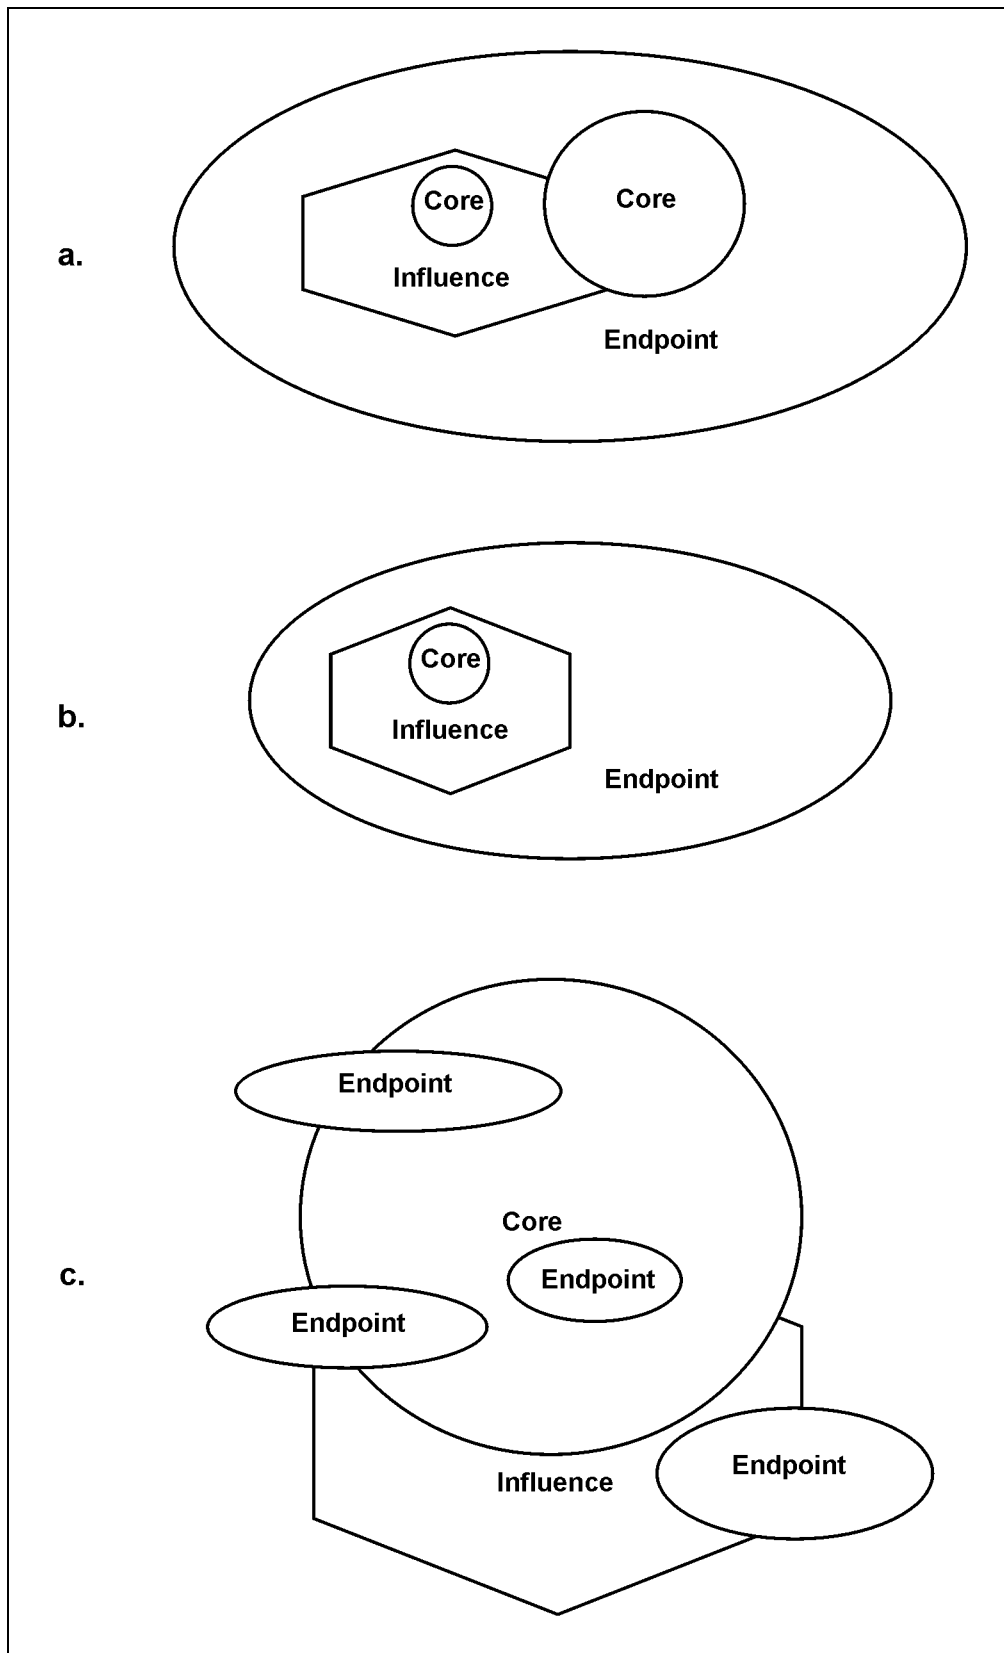 a.
Core
Core
Influence
Endpoint
b.
Core
Influence
Endpoint
c.
Endpoint
Core
Endpoint
Endpoint
Endpoint
Influence